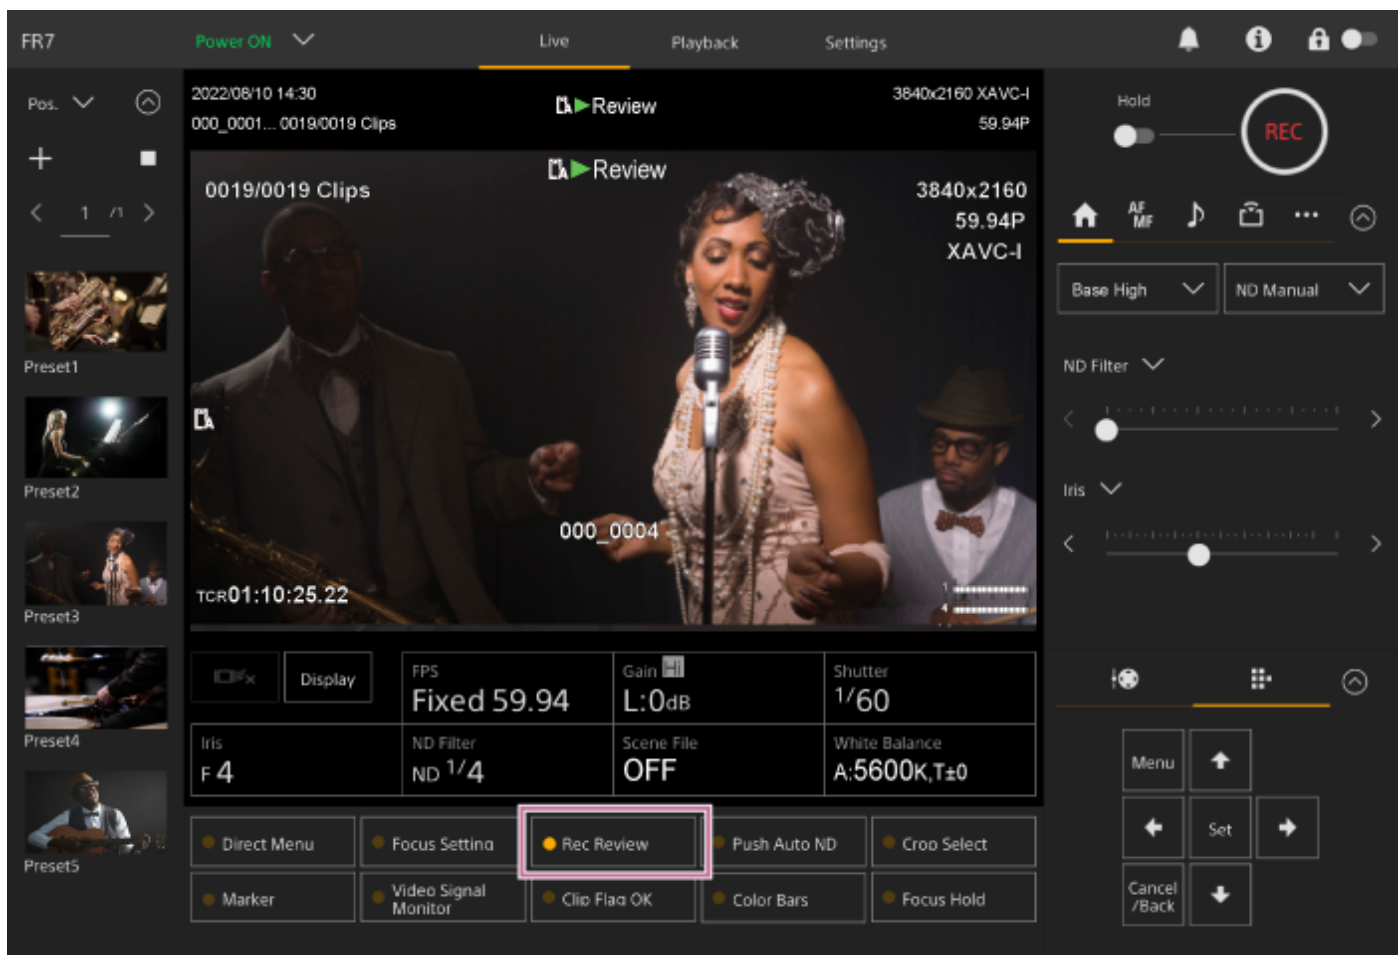 FR7
Power ON
Live
Playback
Settings
Pos.
1 /1
Preset1
Preset2
Preset3
Preset4
Preset5
2022/08/10 14:30
000_0001... 0019/0019 Clips
A Review
3840x2160 XAVC-I
59.94P
A Review
0019/0019 Clips
3840x2160
59.94P
XAVC-I
A
000_0004
TCR01:10:25.22
1
4
Display
FPS
Fixed 59.94
Gain Hi
L:0dB
Shutter
1/60
Iris
F 4
ND Filter
ND 1/4
Scene File
OFF
White Balance
A:5600K,T±0
Direct Menu
Focus Setting
Rec Review
Push Auto ND
Crop Select
Marker
Video Signal
Monitor
Clip Flag OK
Color Bars
Focus Hold
Hold
REC
AF
MF
Base High
ND Manual
ND Filter
Iris
Menu
Set
Cancel
/Back